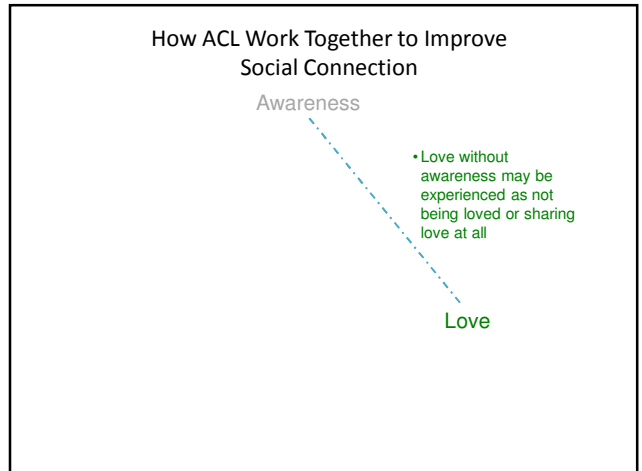 How ACL Work Together to Improve
Social Connection
Awareness
• Love without
awareness may be
experienced as not
being loved or sharing
love at all
Love